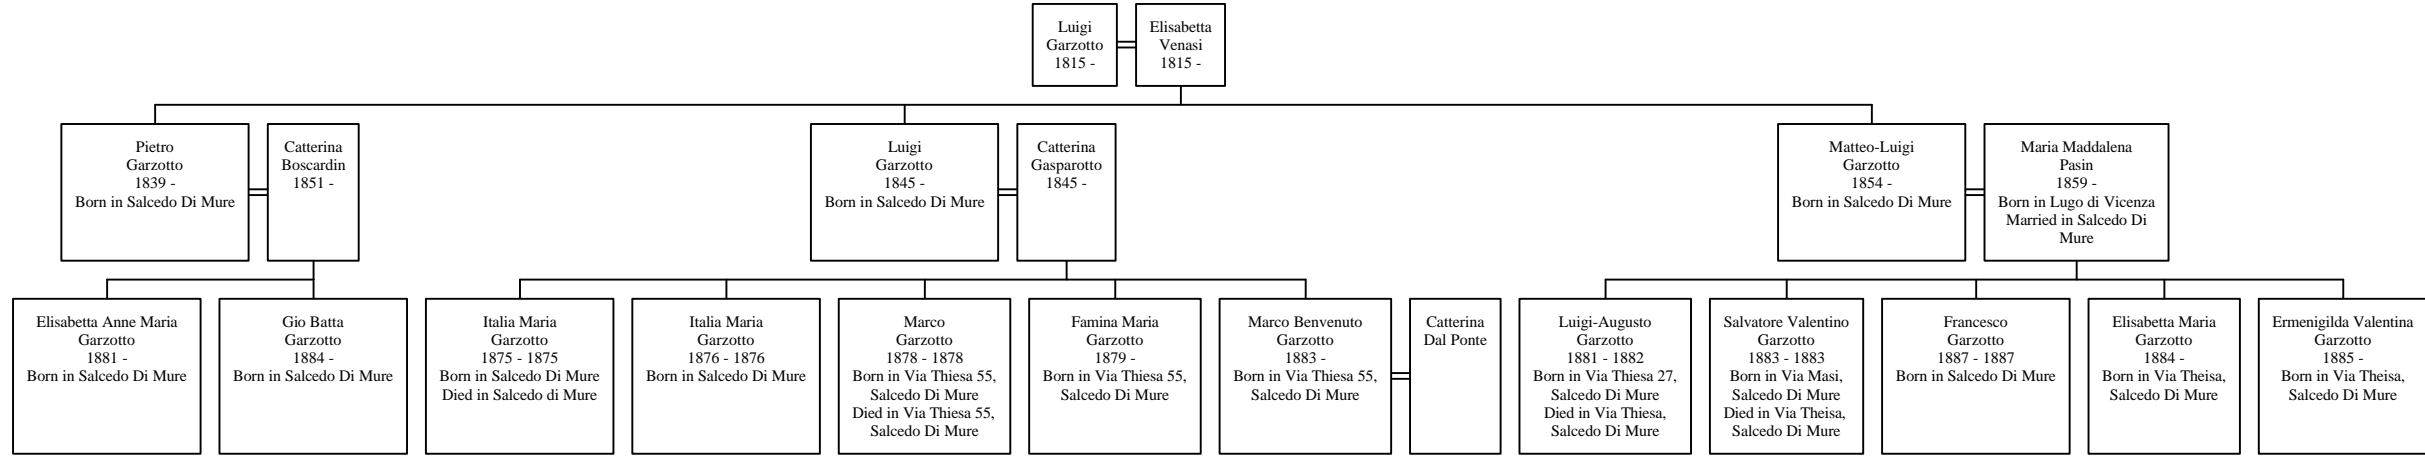 Luigi
Garzotto
1815 -
Elisabetta
Venasi
1815 -
Pietro
Garzotto
1839 -
Born in Salcedo Di Mure
Catterina
Boscardin
1851 -
Luigi
Garzotto
1845 -
Born in Salcedo Di Mure
Catterina
Gasparotto
1845 -
Matteo-Luigi
Garzotto
1854 -
Born in Salcedo Di Mure
Maria Maddalena
Pasin
1859 -
Born in Lugo di Vicenza
Married in Salcedo Di
Mure
Elisabetta Anne Maria
Garzotto
1881 -
Born in Salcedo Di Mure
Gio Batta
Garzotto
1884 -
Born in Salcedo Di Mure
Italia Maria
Garzotto
1875 - 1875
Born in Salcedo Di Mure
Died in Salcedo di Mure
Italia Maria
Garzotto
1876 - 1876
Born in Salcedo Di Mure
Marco
Garzotto
1878 - 1878
Born in Via Thiesa 55,
Salcedo Di Mure
Died in Via Thiesa 55,
Salcedo Di Mure
Famina Maria
Garzotto
1879 -
Born in Via Thiesa 55,
Salcedo Di Mure
Marco Benvenuto
Garzotto
1883 -
Born in Via Thiesa 55,
Salcedo Di Mure
Catterina
Dal Ponte
Luigi-Augusto
Garzotto
1881 - 1882
Born in Via Thiesa 27,
Salcedo Di Mure
Died in Via Thiesa,
Salcedo Di Mure
Salvatore Valentino
Garzotto
1883 - 1883
Born in Via Masi,
Salcedo Di Mure
Died in Via Theisa,
Salcedo Di Mure
Francesco
Garzotto
1887 - 1887
Born in Salcedo Di Mure
Elisabetta Maria
Garzotto
1884 -
Born in Via Theisa,
Salcedo Di Mure
Ermenigilda Valentina
Garzotto
1885 -
Born in Via Theisa,
Salcedo Di Mure